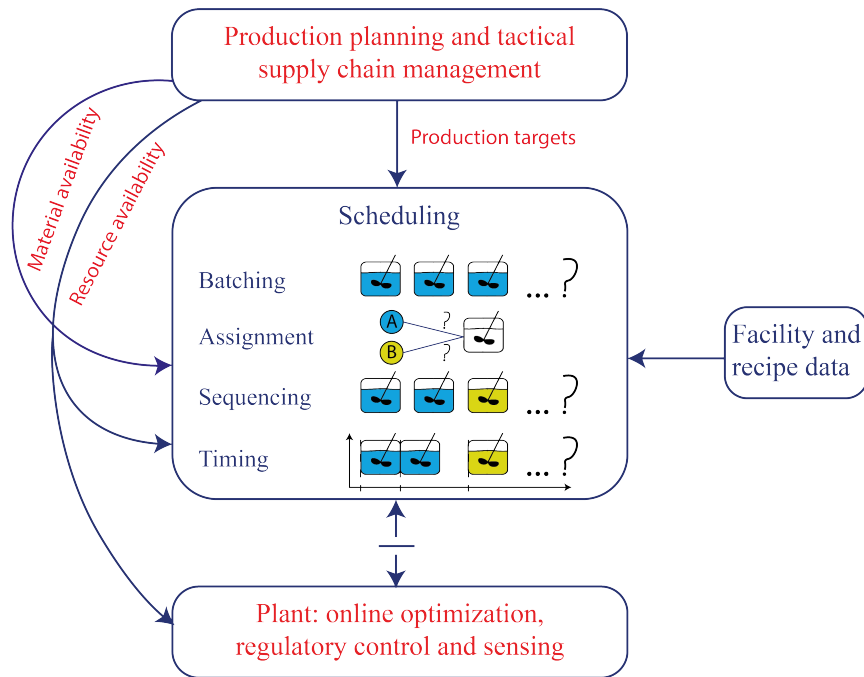 Production planning and tactical
supply chain management
Material availability
Resource availability
Production targets
Scheduling
Batching
... ?
Assignment
A
?
B
?
Facility and
recipe data
Sequencing
... ?
Timing
... ?
Plant: online optimization,
regulatory control and sensing